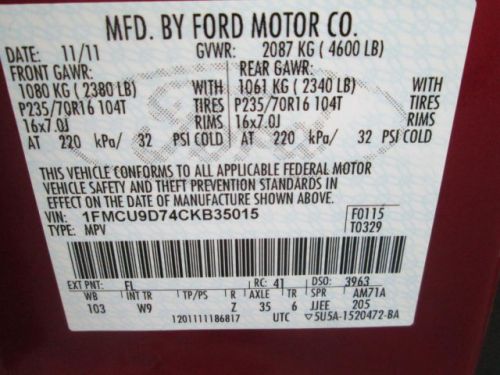 MFD. BY FORD MOTOR CO.
DATE: 11/11 GVWR: 2087 KG ( 4600 LB)
FRONT GAWR: REAR GAWR:
1080 KG ( 2380 LB) WITH 1061 KG ( 2340 LB) WITH
P235/70R16 104T TIRES P235/70R16 104T TIRES
16x7.0J RIMS 16x7.0J RIMS
AT 220 kPa/ 32 PSI COLD AT 220 kPa/ 32 PSI COLD
THIS VEHICLE CONFORMS TO ALL APPLICABLE FEDERAL MOTOR
VEHICLE SAFETY AND THEFT PREVENTION STANDARDS IN
EFFECT ON THE DATE OF MANUFACTURE SHOWN ABOVE.
VIN: 1FMCU9D74CKB35015 F0115
TYPE: MPV T0329
EXT PNT: FL RC: 41 DSO: 3963
WB INT TR TP/PS R AXLE TR SPR AM71A
103 W9 Z 35 6 JJEE 205
1201111186817 UTC 5U5A-1520472-BA